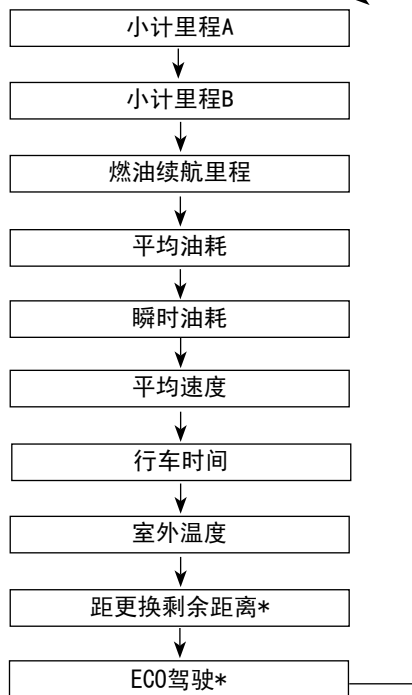 小计里程A
小计里程B
燃油续航里程
平均油耗
瞬时油耗
平均速度
行车时间
室外温度
距更换剩余距离*
ECO驾驶*